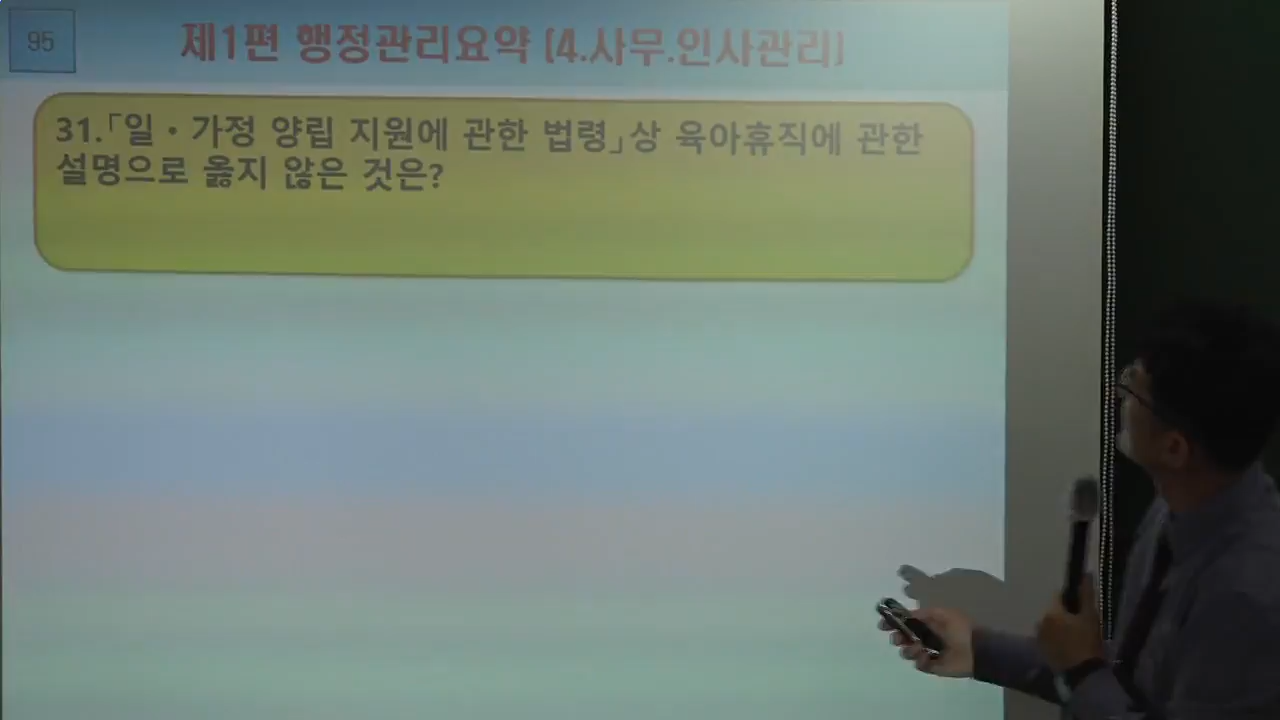 95
제1편 행정관리요약 [4.사무.인사관리]
31.「일·가정 양립 지원에 관한 법령」상 육아휴직에 관한
설명으로 옳지 않은 것은?